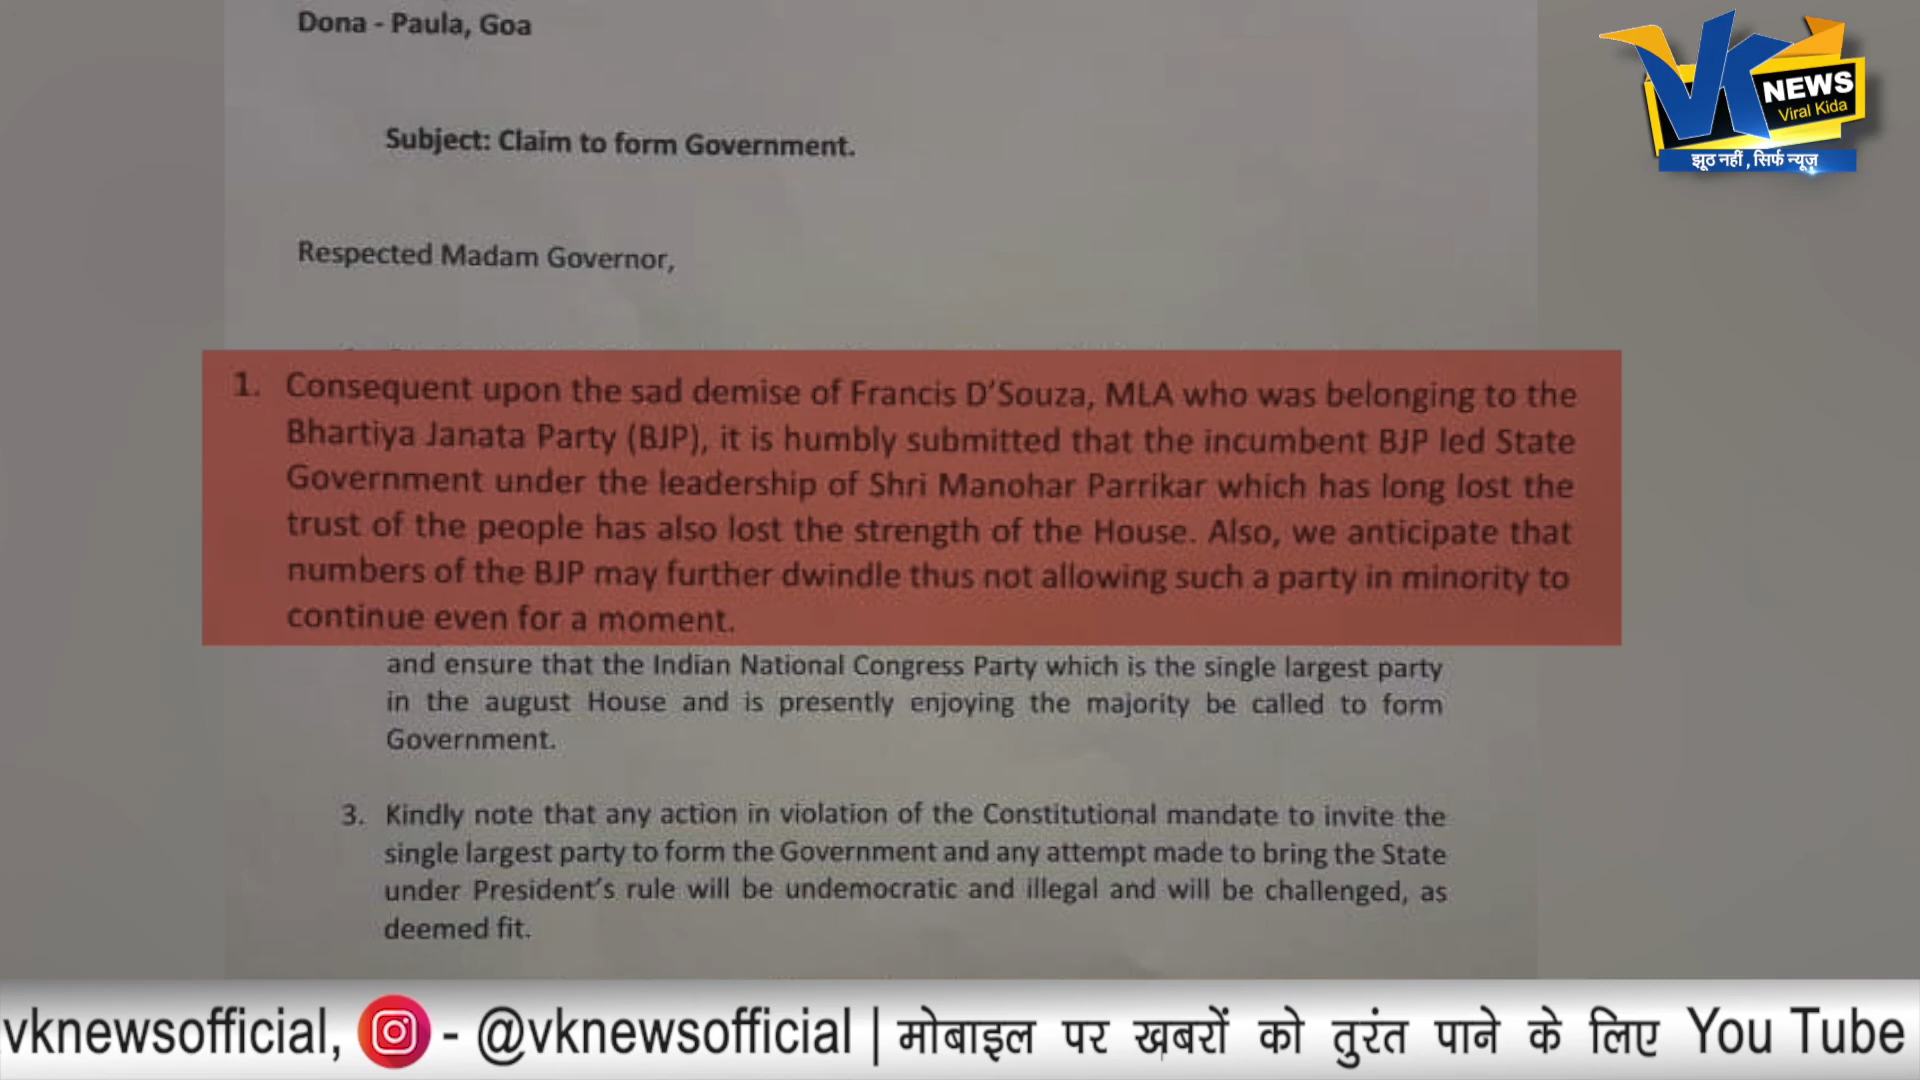 Dona - Paula, Goa
Subject: Claim to form Government.
Respected Madam Governor,
1. Consequent upon the sad demise of Francis D'Souza, MLA who was belonging to the
Bhartiya Janata Party (BJP), it is humbly submitted that the incumbent BJP led State
Government under the leadership of Shri Manohar Parrikar which has long lost the
trust of the people has also lost the strength of the House. Also, we anticipate that
numbers of the BJP may further dwindle thus not allowing such a party in minority to
continue even for a moment.
and ensure that the Indian National Congress Party which is the single largest party
in the august House and is presently enjoying the majority be called to form
Government.
3. Kindly note that any action in violation of the Constitutional mandate to invite the
single largest party to form the Government and any attempt made to bring the State
under President's rule will be undemocratic and illegal and will be challenged, as
deemed fit.
VK
NEWS
Viral Kida
झूठ नहीं , सिर्फ न्यूज़
vknewsofficial, - @vknewsofficial | मोबाइल पर ख़बरों को तुरंत पाने के लिए You Tube